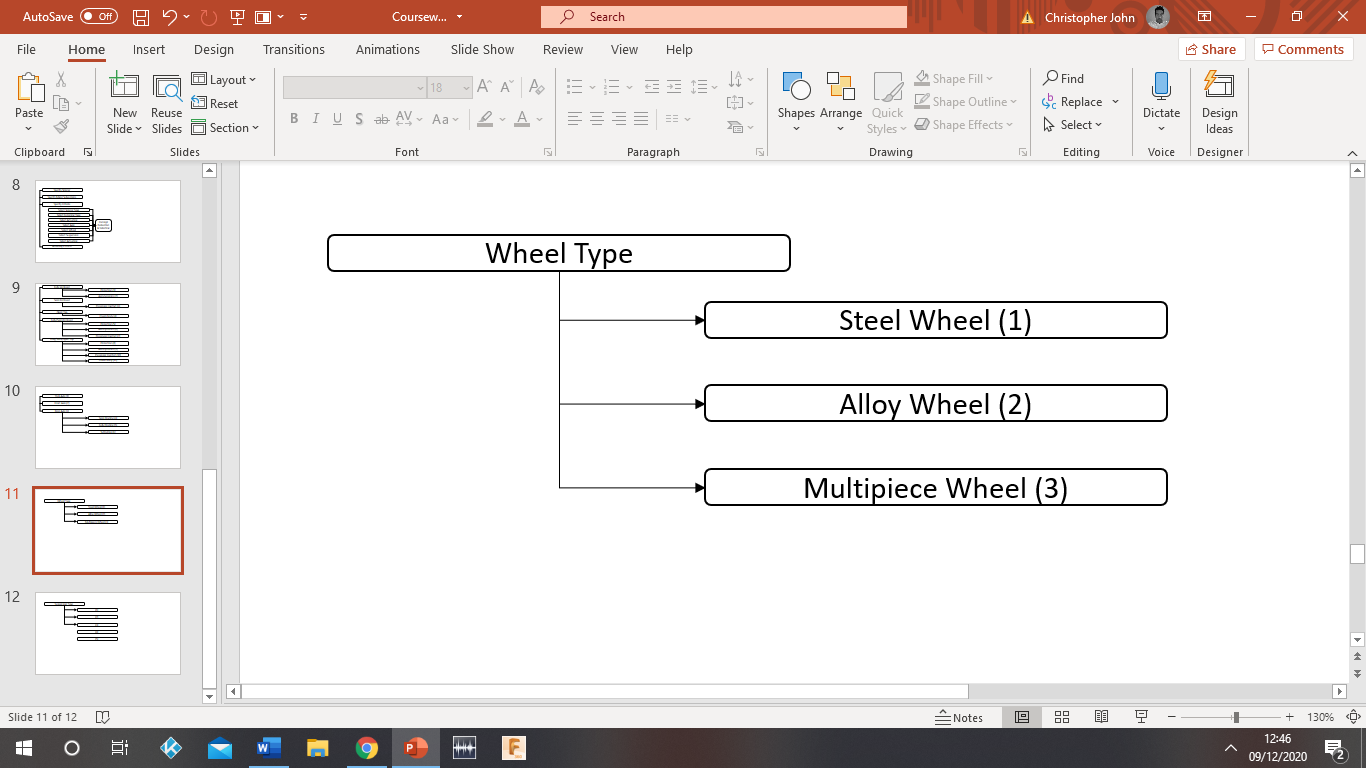 AutoSave Off Coursew... Search Christopher John
File Home Insert Design Transitions Animations Slide Show Review View Help Share Comments
Paste
New Slide
Reuse Slides
Layout
Reset
Section
18
B I U S ab AV Aa A
Shapes
Arrange
Quick Styles
Shape Fill
Shape Outline
Shape Effects
Find
Replace
Select
Dictate
Design Ideas
Clipboard Slides Font Paragraph Drawing Editing Voice Designer
8
9
10
11
12
Wheel Type
Steel Wheel (1)
Alloy Wheel (2)
Multipiece Wheel (3)
Slide 11 of 12 Notes 130%
12:46
09/12/2020
2